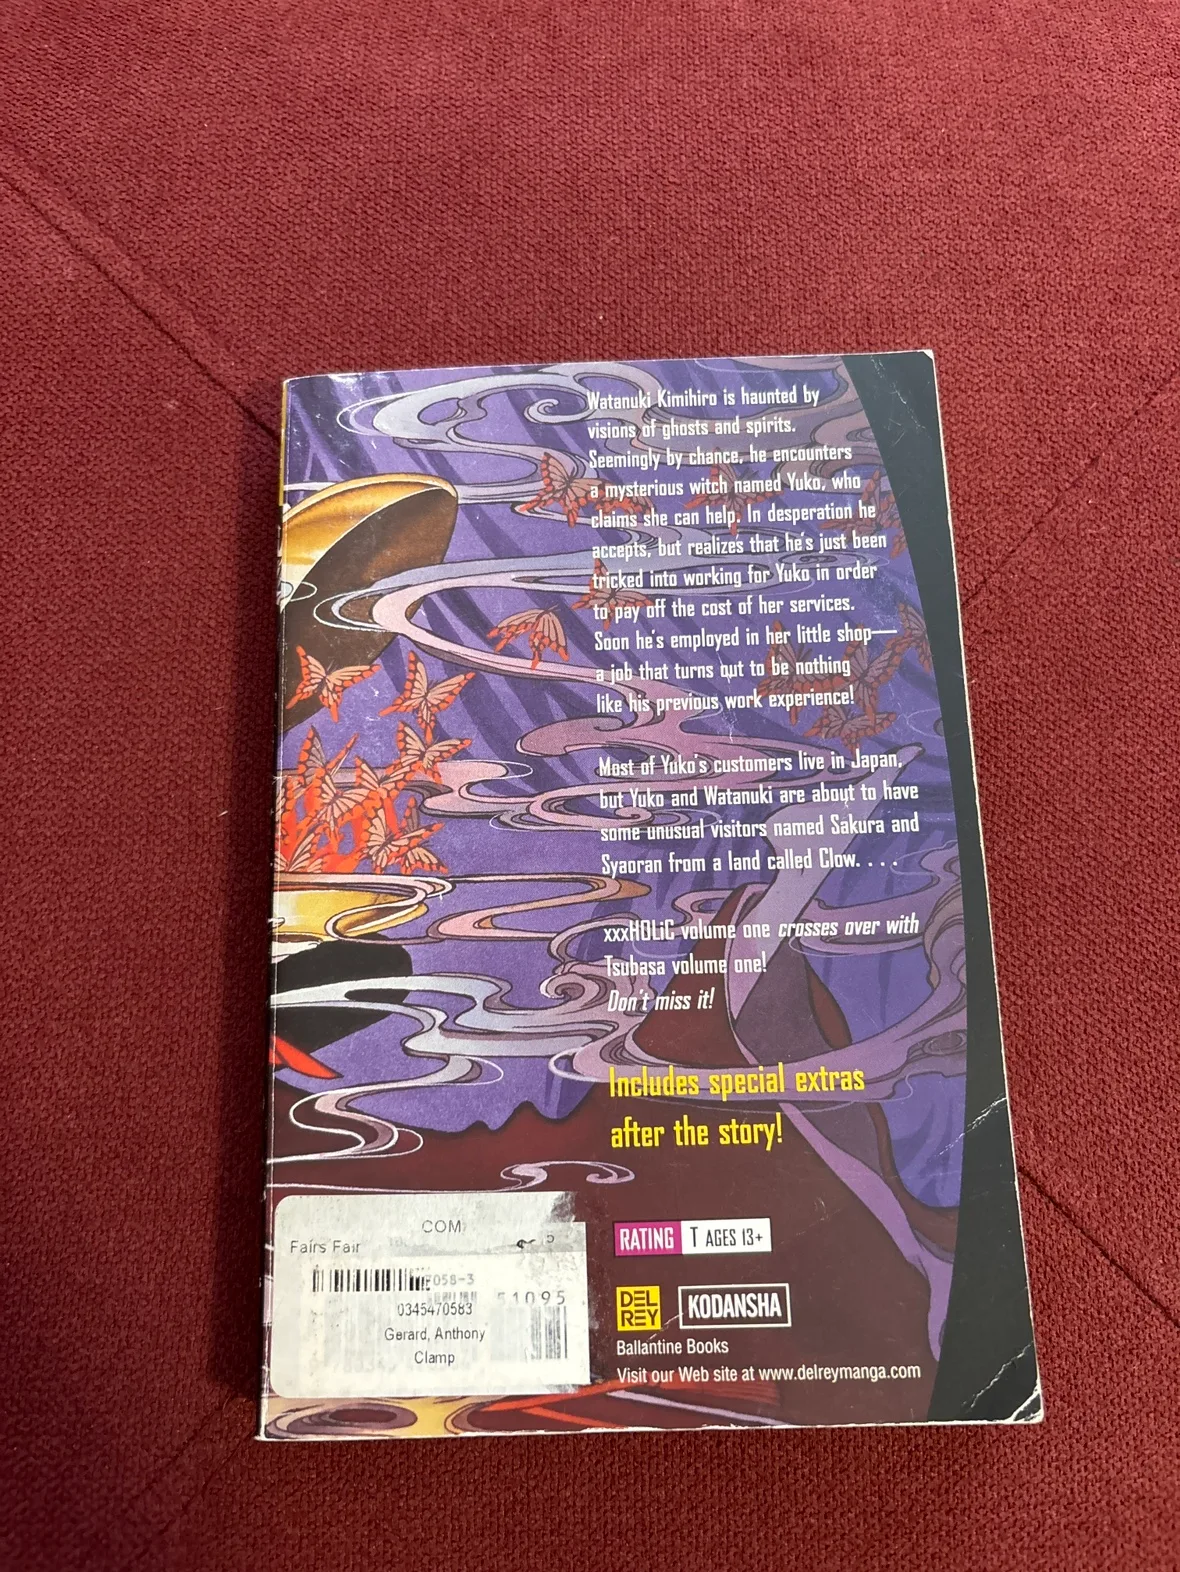 Watanuki Kimihiro is haunted by
visions of ghosts and spirits.
Seemingly by chance, he encounters
a mysterious witch named Yuko, who
claims she can help. In desperation he
accepts, but realizes that he's just been
tricked into working for Yuko in order
to pay off the cost of her services.
Soon he's employed in her little shop—
a job that turns out to be nothing
like his previous work experience!
Most of Yuko's customers live in Japan,
but Yuko and Watanuki are about to have
some unusual visitors named Sakura and
Syaoran from a land called Clow. . . .
xxxHOLiC volume one crosses over with
Tsubasa volume one!
Don't miss it!
Includes special extras
after the story!
COM
Fairs Fair
058-3
51095
0345470583
Gerard, Anthony
Clamp
RATING T AGES 13+
DEL
REY
KODANSHA
Ballantine Books
Visit our Web site at www.delreymanga.com